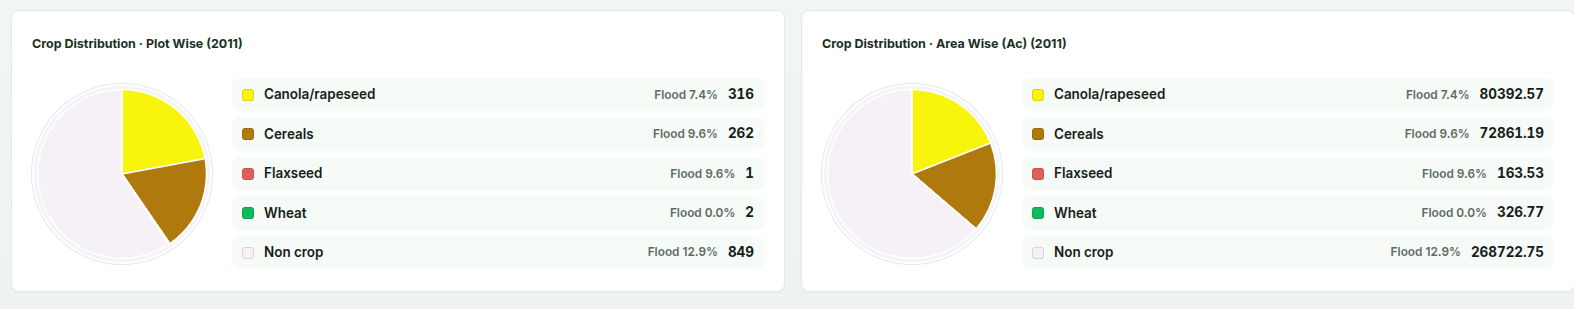 Crop Distribution · Plot Wise (2011)
Canola/rapeseed Flood 7.4% 316
Cereals Flood 9.6% 262
Flaxseed Flood 9.6% 1
Wheat Flood 0.0% 2
Non crop Flood 12.9% 849
Crop Distribution · Area Wise (Ac) (2011)
Canola/rapeseed Flood 7.4% 80392.57
Cereals Flood 9.6% 72861.19
Flaxseed Flood 9.6% 163.53
Wheat Flood 0.0% 326.77
Non crop Flood 12.9% 268722.75